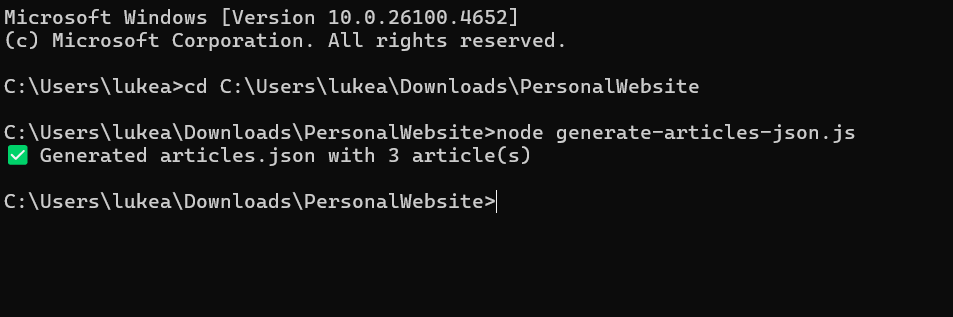 Microsoft Windows [Version 10.0.26100.4652]
(c) Microsoft Corporation. All rights reserved.
C:\Users\lukea>cd C:\Users\lukea\Downloads\PersonalWebsite
C:\Users\lukea\Downloads\PersonalWebsite>node generate-articles-json.js
✅ Generated articles.json with 3 article(s)
C:\Users\lukea\Downloads\PersonalWebsite>